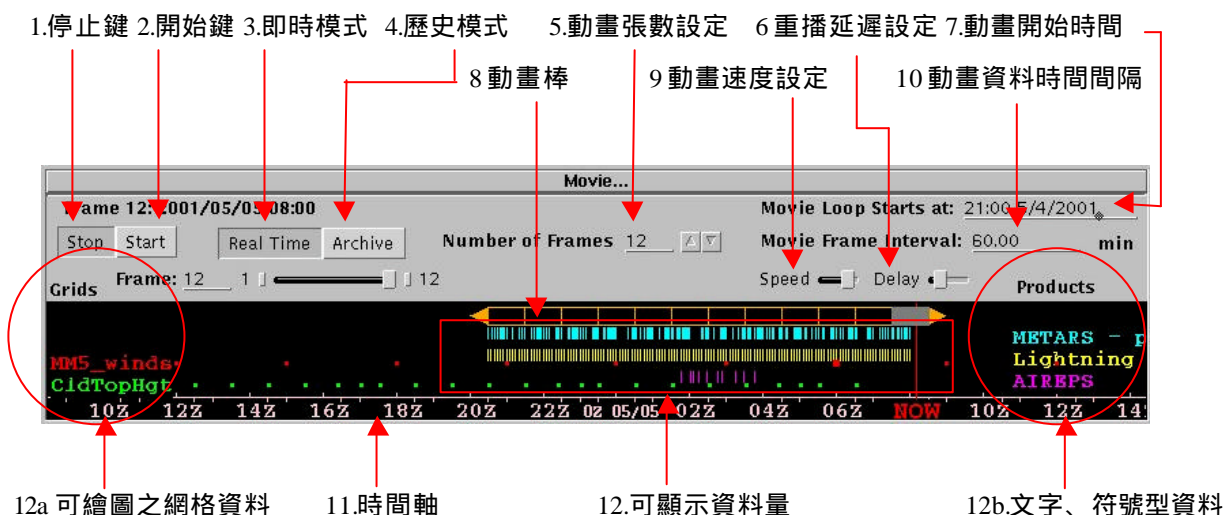 1.停止鍵 2.開始鍵 3.即時模式 4.歷史模式 5.動畫張數設定 6重播延遲設定 7.動畫開始時間
8動畫棒 9動畫速度設定 10動畫資料時間間隔
Movie...
Frame 12: 2001/05/05 08:00
Movie Loop Starts at: 21:00 5/4/2001
Stop Start Real Time Archive Number of Frames 12 Movie Frame Interval: 60.00 min
Frame: 12 1 12 Speed Delay
Grids Products
METARS - p
MM5_winds Lightning
CldTopHgt AIREPS
10Z 12Z 14Z 16Z 18Z 20Z 22Z 0Z 05/05 02Z 04Z 06Z NOW 10Z 12Z 14
12a 可繪圖之網格資料 11.時間軸 12.可顯示資料量 12b.文字、符號型資料